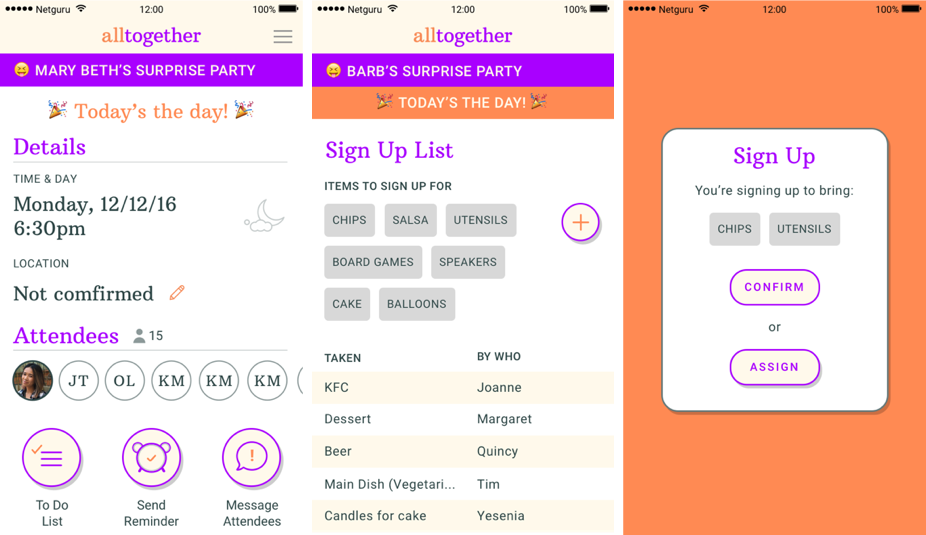 ●●●●● Netguru 12:00 100%
alltogether
😆 MARY BETH'S SURPRISE PARTY
🎉 Today's the day! 🎉
Details
TIME & DAY
Monday, 12/12/16
6:30pm
LOCATION
Not comfirmed
Attendees 15
JT OL KM KM KM
To Do
List
Send
Reminder
Message
Attendees
●●●●● Netguru 12:00 100%
alltogether
😆 BARB'S SURPRISE PARTY
🎉 TODAY'S THE DAY! 🎉
Sign Up List
ITEMS TO SIGN UP FOR
CHIPS SALSA UTENSILS
BOARD GAMES SPEAKERS
CAKE BALLOONS
TAKEN BY WHO
KFC Joanne
Dessert Margaret
Beer Quincy
Main Dish (Vegetari... Tim
Candles for cake Yesenia
●●●●● Netguru 12:00 100%
Sign Up
You're signing up to bring:
CHIPS UTENSILS
CONFIRM
or
ASSIGN